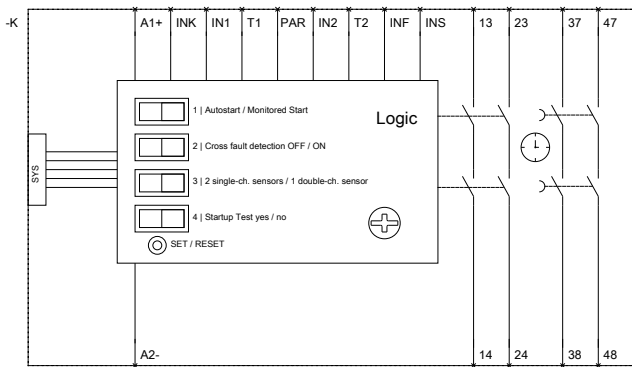 -K A1+ INK IN1 T1 PAR IN2 T2 INF INS 13 23 37 47
1 | Autostart / Monitored Start
Logic
2 | Cross fault detection OFF / ON
SYS
3 | 2 single-ch. sensors / 1 double-ch. sensor
4 | Startup Test yes / no
SET / RESET
A2- 14 24 38 48